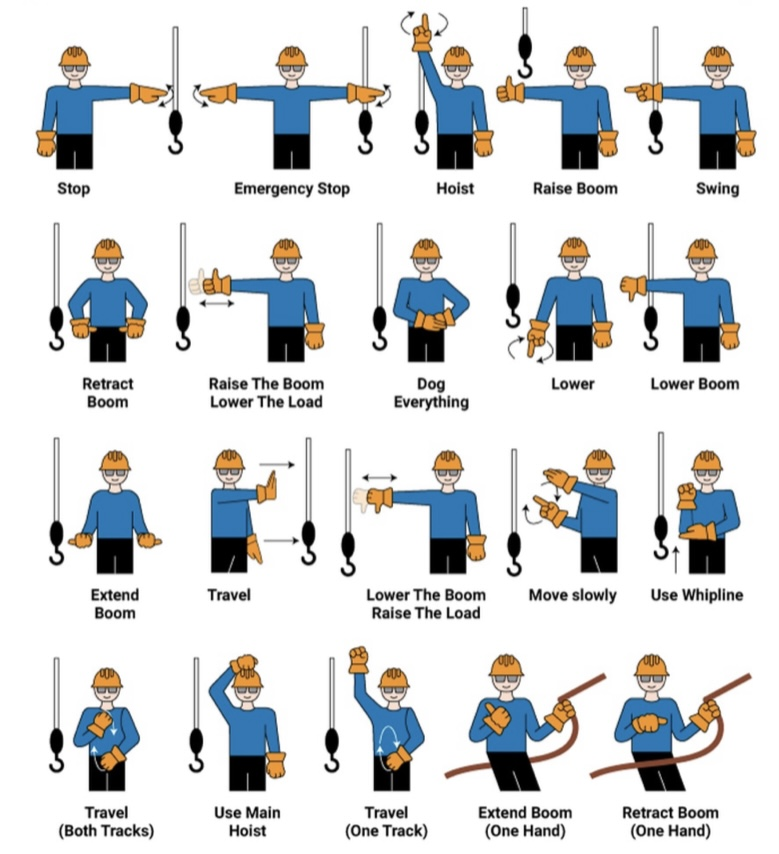 Stop
Emergency Stop
Hoist
Raise Boom
Swing
Retract
Boom
Raise The Boom
Lower The Load
Dog
Everything
Lower
Lower Boom
Extend
Boom
Travel
Lower The Boom
Raise The Load
Move slowly
Use Whipline
Travel
(Both Tracks)
Use Main
Hoist
Travel
(One Track)
Extend Boom
(One Hand)
Retract Boom
(One Hand)